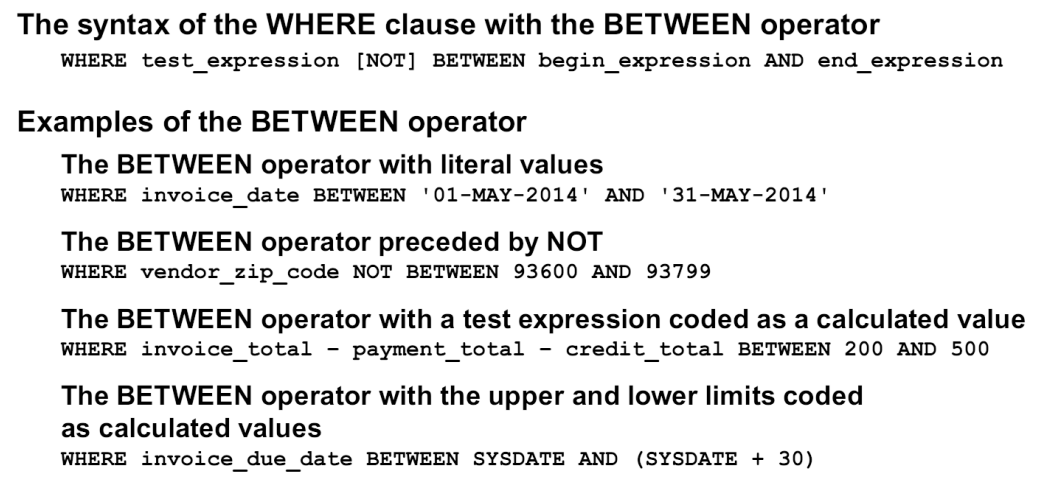 The syntax of the WHERE clause with the BETWEEN operator
WHERE test_expression [NOT] BETWEEN begin_expression AND end_expression
Examples of the BETWEEN operator
The BETWEEN operator with literal values
WHERE invoice_date BETWEEN '01-MAY-2014' AND '31-MAY-2014'
The BETWEEN operator preceded by NOT
WHERE vendor_zip_code NOT BETWEEN 93600 AND 93799
The BETWEEN operator with a test expression coded as a calculated value
WHERE invoice_total – payment_total – credit_total BETWEEN 200 AND 500
The BETWEEN operator with the upper and lower limits coded
as calculated values
WHERE invoice_due_date BETWEEN SYSDATE AND (SYSDATE + 30)